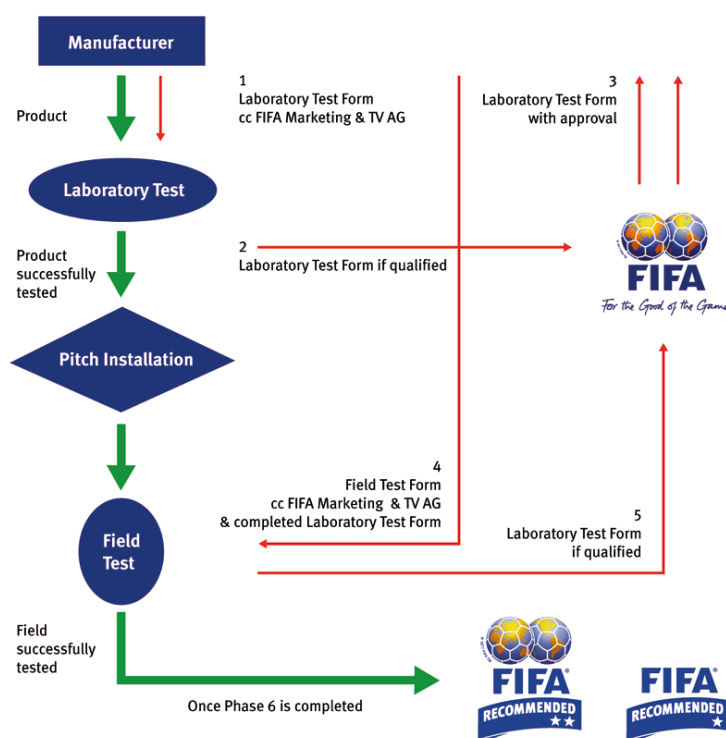 Manufacturer
Product
1
Laboratory Test Form
cc FIFA Marketing & TV AG
3
Laboratory Test Form
with approval
Laboratory Test
Product
successfully
tested
2
Laboratory Test Form if qualified
FIFA
For the Good of the Game
Pitch Installation
4
Field Test Form
cc FIFA Marketing & TV AG
& completed Laboratory Test Form
5
Laboratory Test Form
if qualified
Field
Test
Field
successfully
tested
Once Phase 6 is completed
FIFA®
RECOMMENDED
FIFA®
RECOMMENDED